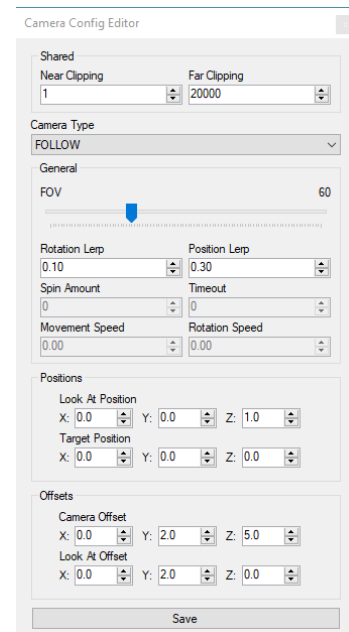 Camera Config Editor
Shared
Near Clipping Far Clipping
1 20000
Camera Type
FOLLOW
General
FOV 60
Rotation Lerp Position Lerp
0.10 0.30
Spin Amount Timeout
0 0
Movement Speed Rotation Speed
0.00 0.00
Positions
Look At Position
X: 0.0 Y: 0.0 Z: 1.0
Target Position
X: 0.0 Y: 0.0 Z: 0.0
Offsets
Camera Offset
X: 0.0 Y: 2.0 Z: 5.0
Look At Offset
X: 0.0 Y: 2.0 Z: 0.0
Save